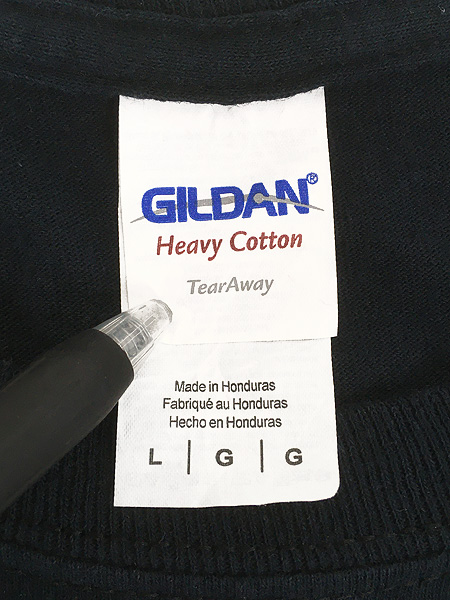 GILDAN®
Heavy Cotton
TearAway
Made in Honduras
Fabriqué au Honduras
Hecho en Honduras
L | G | G